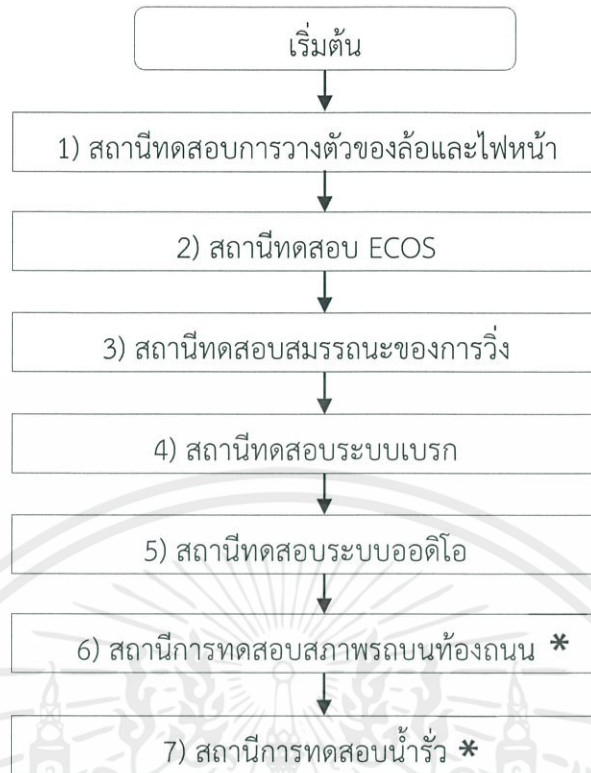 เริ่มต้น
1) สถานีทดสอบการวางตัวของล้อและไฟหน้า
2) สถานีทดสอบ ECOS
3) สถานีทดสอบสมรรถนะของการวิ่ง
4) สถานีทดสอบระบบเบรก
5) สถานีทดสอบระบบออดิโอ
6) สถานีการทดสอบสภาพรถบนท้องถนน *
7) สถานีการทดสอบน้ำรั่ว *